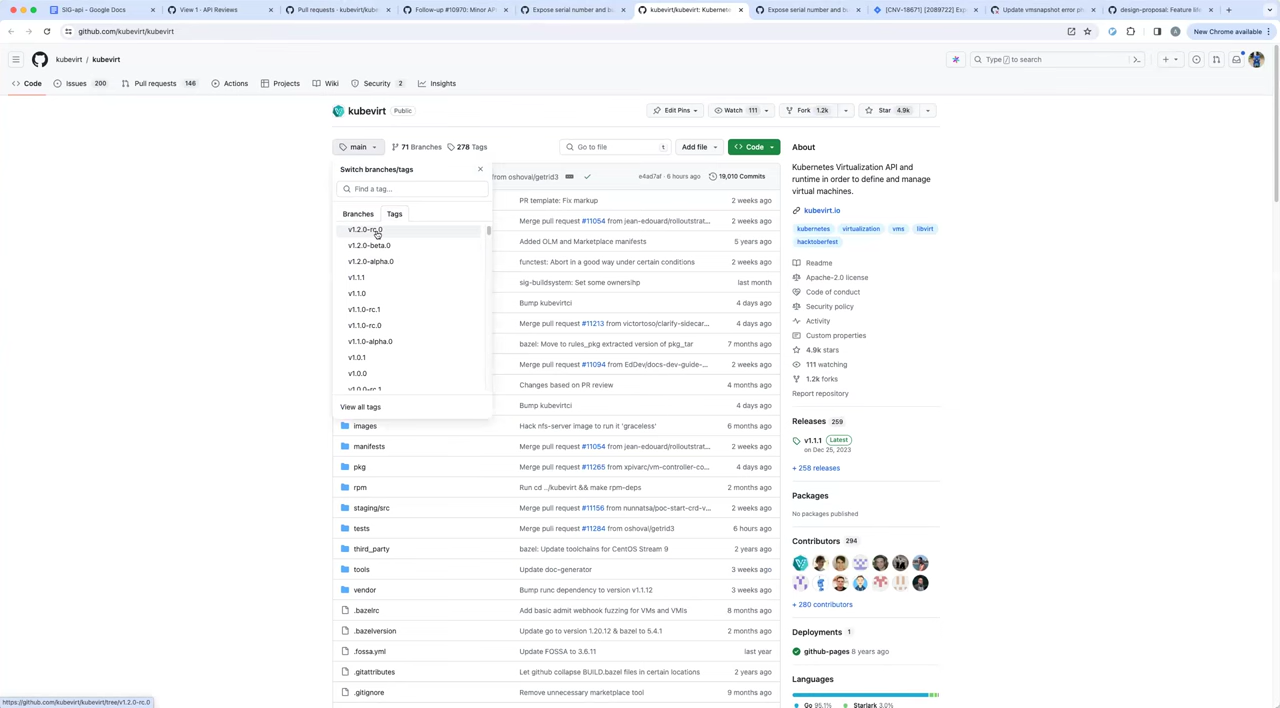 SIG-api - Google Docs
View 1 · API Reviews
Pull requests · kubevirt/kube
Follow-up #10970: Minor API
Expose serial number and bo
kubevirt/kubevirt: Kubernete
Expose serial number and bo
[CNV-18671] [2089722] Exp
Update vmsnapshot error ph
design-proposal: Feature life
github.com/kubevirt/kubevirt
New Chrome available
kubevirt / kubevirt
Type / to search
Code
Issues 200
Pull requests 146
Actions
Projects
Wiki
Security 2
Insights
kubevirt Public
Edit Pins
Watch 111
Fork 1.2k
Star 4.9k
main
71 Branches
278 Tags
Go to file
t
Add file
Code
Switch branches/tags
Find a tag...
Branches
Tags
v1.2.0-rc.0
v1.2.0-beta.0
v1.2.0-alpha.0
v1.1.1
v1.1.0
v1.1.0-rc.1
v1.1.0-rc.0
v1.1.0-alpha.0
v1.0.1
v1.0.0
v1.0.0-rc.1
View all tags
from oshoval/getrid3
e4ad7af · 6 hours ago
19,010 Commits
PR template: Fix markup
2 weeks ago
Merge pull request #11054 from jean-edouard/rolloutstrat...
2 weeks ago
Added OLM and Marketplace manifests
5 years ago
functest: Abort in a good way under certain conditions
2 weeks ago
sig-buildsystem: Set some ownersihp
last month
Bump kubevirtci
4 days ago
Merge pull request #11213 from victortoso/clarify-sidecar...
4 days ago
bazel: Move to rules_pkg extracted version of pkg_tar
7 months ago
Merge pull request #11094 from EdDev/docs-dev-guide-...
2 weeks ago
Changes based on PR review
4 months ago
Bump kubevirtci
4 days ago
images
Hack nfs-server image to run it 'graceless'
6 months ago
manifests
Merge pull request #11054 from jean-edouard/rolloutstrat...
2 weeks ago
pkg
Merge pull request #11265 from xpivarc/vm-controller-co...
4 days ago
rpm
Run cd ../kubevirt && make rpm-deps
2 months ago
staging/src
Merge pull request #11156 from nunnatsa/poc-start-crd-v...
2 weeks ago
tests
Merge pull request #11284 from oshoval/getrid3
6 hours ago
third_party
bazel: Update toolchains for CentOS Stream 9
2 years ago
tools
Update doc-generator
3 weeks ago
vendor
Bump runc dependency to version v1.1.12
3 weeks ago
.bazelrc
Add basic admit webhook fuzzing for VMs and VMIs
8 months ago
.bazelversion
Update go to version 1.20.12 & bazel to 5.4.1
2 months ago
.fossa.yml
Update FOSSA to 3.6.11
last year
.gitattributes
Let github collapse BUILD.bazel files in certain locations
2 years ago
.gitignore
Remove unnecessary marketplace tool
9 months ago
About
Kubernetes Virtualization API and
runtime in order to define and manage
virtual machines.
kubevirt.io
kubernetes
virtualization
vms
libvirt
hacktoberfest
Readme
Apache-2.0 license
Code of conduct
Security policy
Activity
Custom properties
4.9k stars
111 watching
1.2k forks
Report repository
Releases 259
v1.1.1 Latest
on Dec 25, 2023
+ 258 releases
Packages
No packages published
Contributors 294
+ 280 contributors
Deployments 1
github-pages 8 years ago
Languages
Go 95.1%
Starlark 3.0%
https://github.com/kubevirt/kubevirt/tree/v1.2.0-rc.0